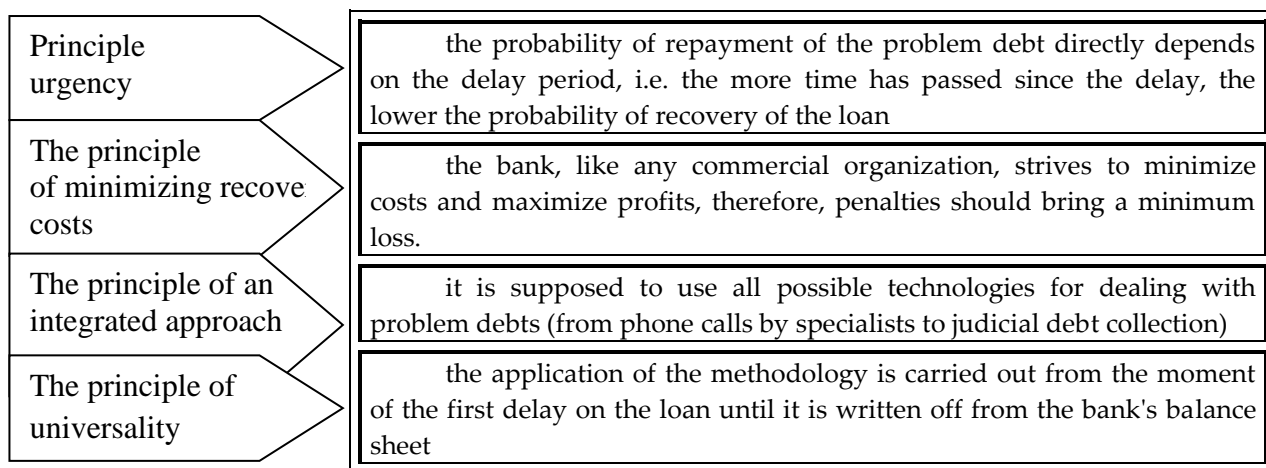 Principle
urgency
the probability of repayment of the problem debt directly depends
on the delay period, i.e. the more time has passed since the delay, the
lower the probability of recovery of the loan
The principle
of minimizing recove
costs
the bank, like any commercial organization, strives to minimize
costs and maximize profits, therefore, penalties should bring a minimum
loss.
The principle of an
integrated approach
it is supposed to use all possible technologies for dealing with
problem debts (from phone calls by specialists to judicial debt collection)
The principle of
universality
the application of the methodology is carried out from the moment
of the first delay on the loan until it is written off from the bank's balance
sheet